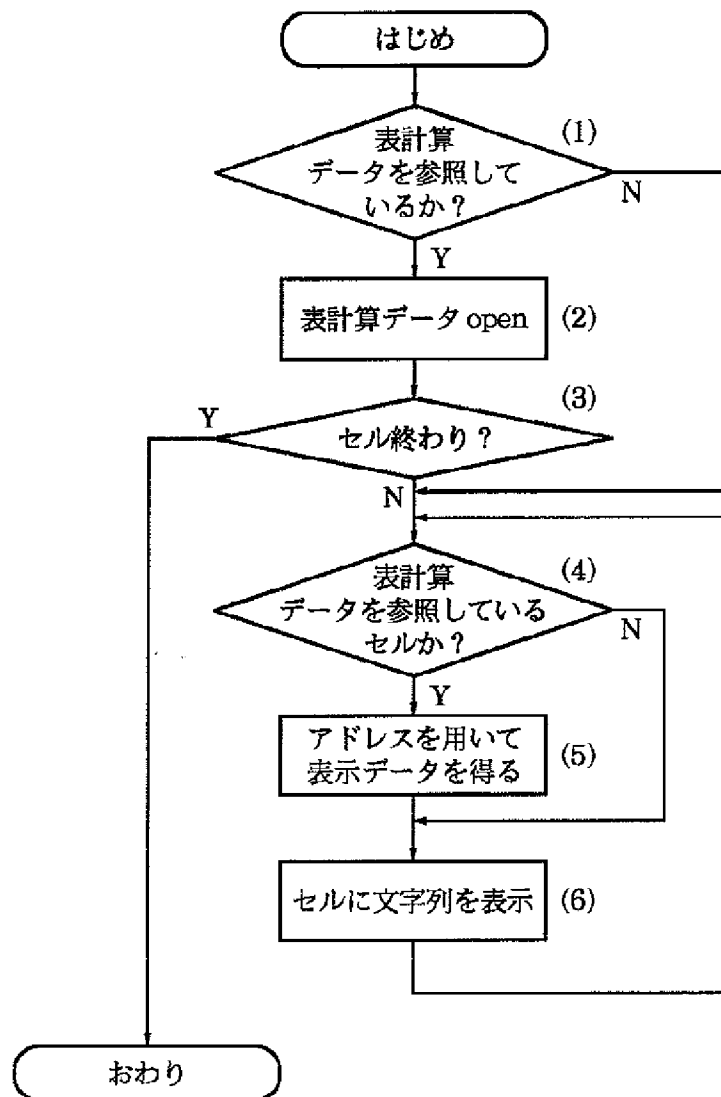 はじめ
(1)
表計算
データを参照して
いるか？
N
Y
表計算データopen
(2)
(3)
Y
セル終わり？
N
(4)
表計算
データを参照している
セルか？
N
Y
アドレスを用いて
表示データを得る
(5)
セルに文字列を表示
(6)
おわり